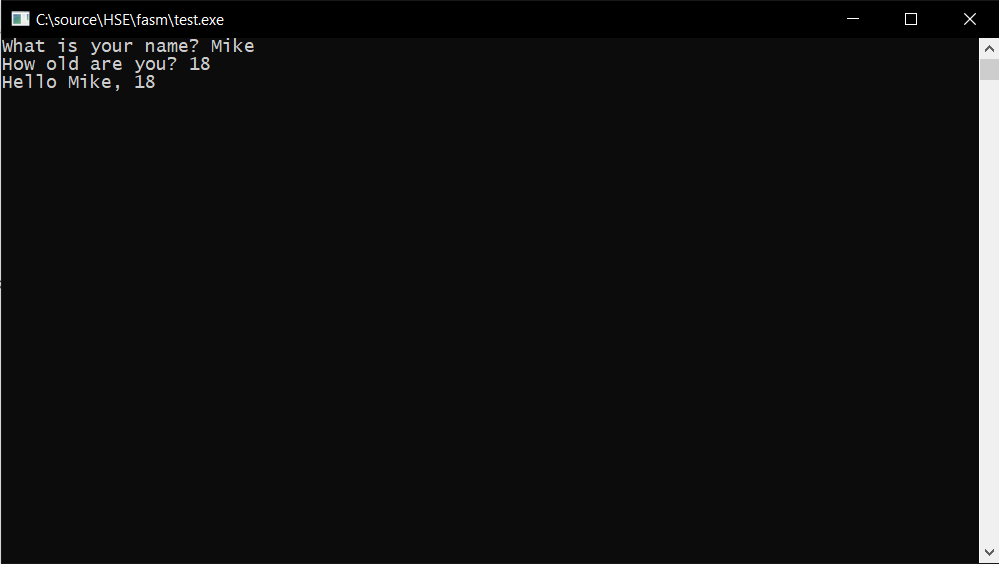 C:\source\HSE\fasm\test.exe
What is your name? Mike
How old are you? 18
Hello Mike, 18